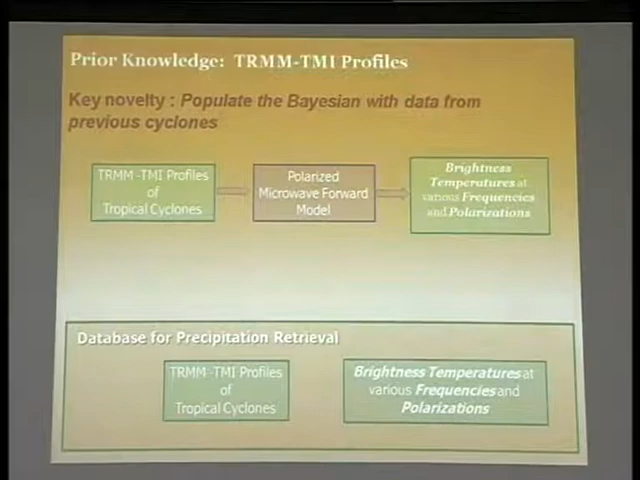 Prior Knowledge: TRMM-TMI Profiles
Key novelty : Populate the Bayesian with data from
previous cyclones
TRMM -TMI Profiles
of
Tropical Cyclones
Polarized
Microwave Forward
Model
Brightness
Temperatures at
various Frequencies
and Polarizations
Database for Precipitation Retrieval
TRMM -TMI Profiles
of
Tropical Cyclones
Brightness Temperatures at
various Frequencies and
Polarizations